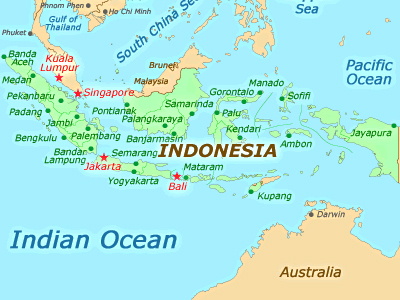 Phnom Phen
Ho Chi Minh
Gulf of
Thailand
South China Sea
Sea
Phuket
Banda
Aceh
Kuala
Lumpur
Medan
Singapore
Brunei
Malaysia
Pacific
Ocean
Manado
Gorontalo
Sofifi
Pekanbaru
Pontianak
Samarinda
Padang
Palangkaraya
Palu
Jambi
Bengkulu
Palembang
Banjarmasin
Kendari
Jayapura
Ambon
Bandar
Lampung
Semarang
INDONESIA
Jakarta
Mataram
Yogyakarta
Bali
Kupang
Darwin
Indian Ocean
Australia